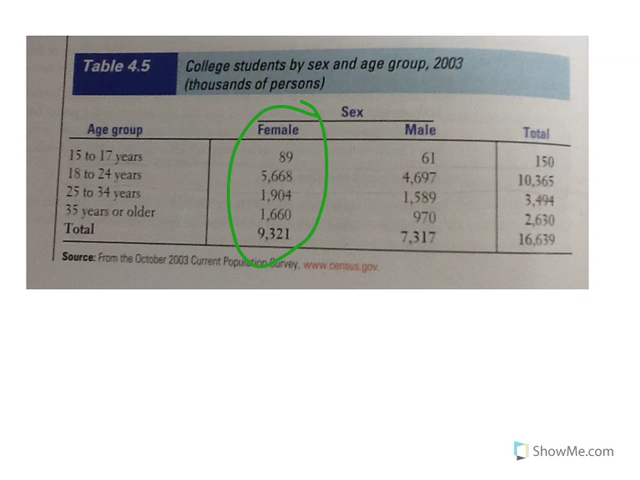 Table 4.5 College students by sex and age group, 2003
(thousands of persons)
Sex
Age group Female Male Total
15 to 17 years 89 61 150
18 to 24 years 5,668 4,697 10,365
25 to 34 years 1,904 1,589 3,494
35 years or older 1,660 970 2,630
Total 9,321 7,317 16,639
Source: From the October 2003 Current Population Survey, www.census.gov.
ShowMe.com